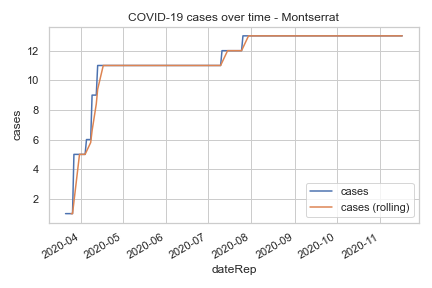 COVID-19 cases over time - Montserrat
cases
12
10
8
6
4
2
cases
cases (rolling)
2020-04
2020-05
2020-06
2020-07
2020-08
2020-09
2020-10
2020-11
dateRep